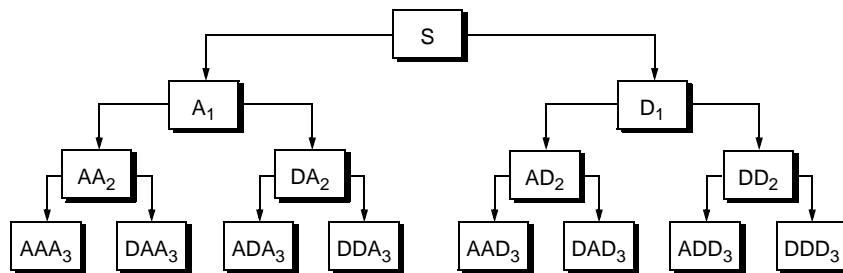 S
A₁ D₁
AA₂ DA₂ AD₂ DD₂
AAA₃ DAA₃ ADA₃ DDA₃ AAD₃ DAD₃ ADD₃ DDD₃